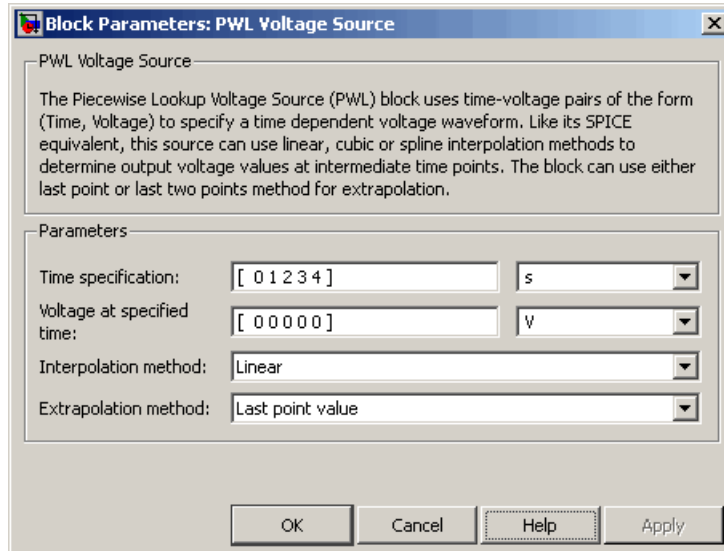 Block Parameters: PWL Voltage Source
PWL Voltage Source
The Piecewise Lookup Voltage Source (PWL) block uses time-voltage pairs of the form
(Time, Voltage) to specify a time dependent voltage waveform. Like its SPICE
equivalent, this source can use linear, cubic or spline interpolation methods to
determine output voltage values at intermediate time points. The block can use either
last point or last two points method for extrapolation.
Parameters
Time specification: [ 0 1 2 3 4 ] s
Voltage at specified
time: [ 0 0 0 0 0 ] V
Interpolation method: Linear
Extrapolation method: Last point value
OK Cancel Help Apply